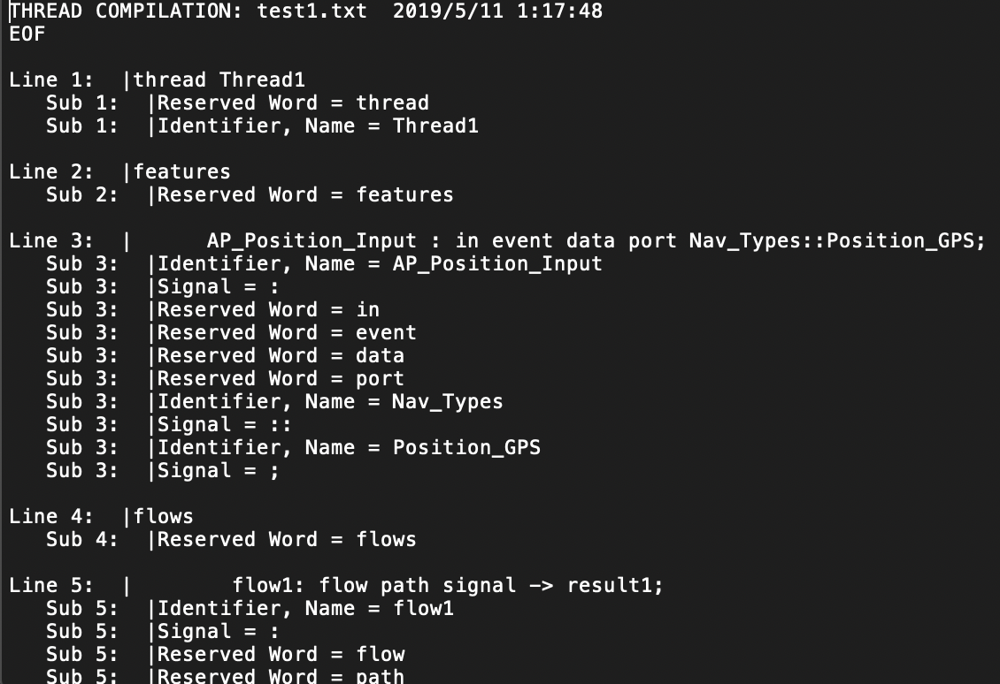 THREAD COMPILATION: test1.txt  2019/5/11 1:17:48
EOF

Line 1:  |thread Thread1
   Sub 1:  |Reserved Word = thread
   Sub 1:  |Identifier, Name = Thread1

Line 2:  |features
   Sub 2:  |Reserved Word = features

Line 3:  |      AP_Position_Input : in event data port Nav_Types::Position_GPS;
   Sub 3:  |Identifier, Name = AP_Position_Input
   Sub 3:  |Signal = :
   Sub 3:  |Reserved Word = in
   Sub 3:  |Reserved Word = event
   Sub 3:  |Reserved Word = data
   Sub 3:  |Reserved Word = port
   Sub 3:  |Identifier, Name = Nav_Types
   Sub 3:  |Signal = ::
   Sub 3:  |Identifier, Name = Position_GPS
   Sub 3:  |Signal = ;

Line 4:  |flows
   Sub 4:  |Reserved Word = flows

Line 5:  |        flow1: flow path signal -> result1;
   Sub 5:  |Identifier, Name = flow1
   Sub 5:  |Signal = :
   Sub 5:  |Reserved Word = flow
   Sub 5:  |Reserved Word = path